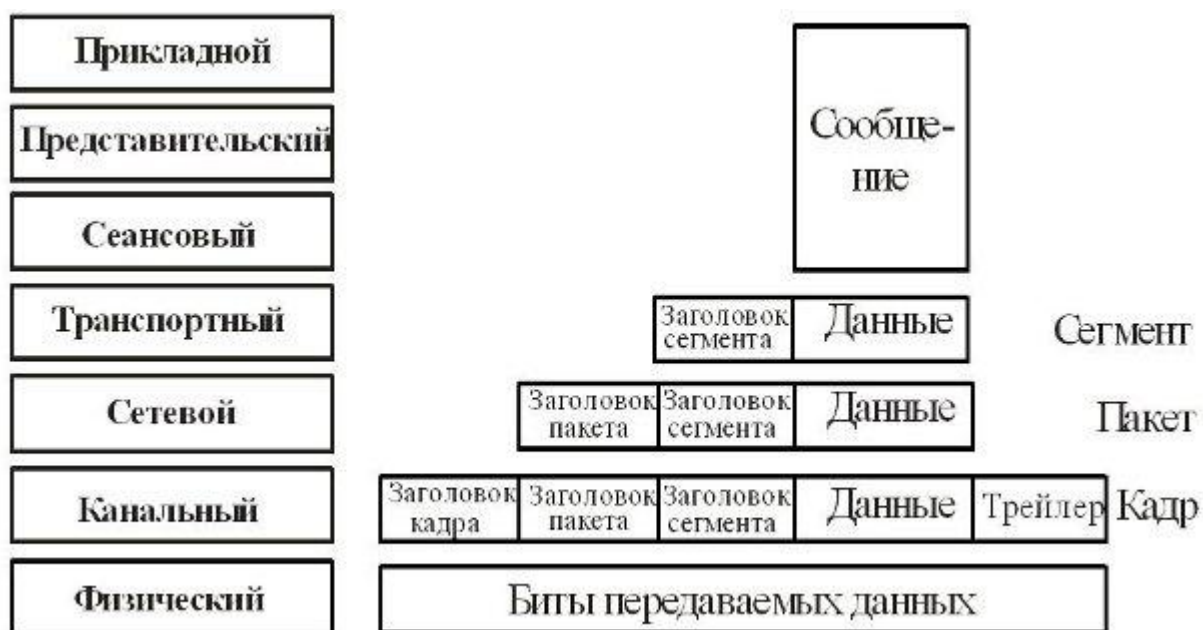 Прикладной
Представительский
Сообще-
ние
Сеансовый
Транспортный
Заголовок
сегмента
Данные
Сегмент
Сетевой
Заголовок
пакета
Заголовок
сегмента
Данные
Пакет
Канальный
Заголовок
кадра
Заголовок
пакета
Заголовок
сегмента
Данные
Трейлер
Кадр
Физический
Биты передаваемых данных